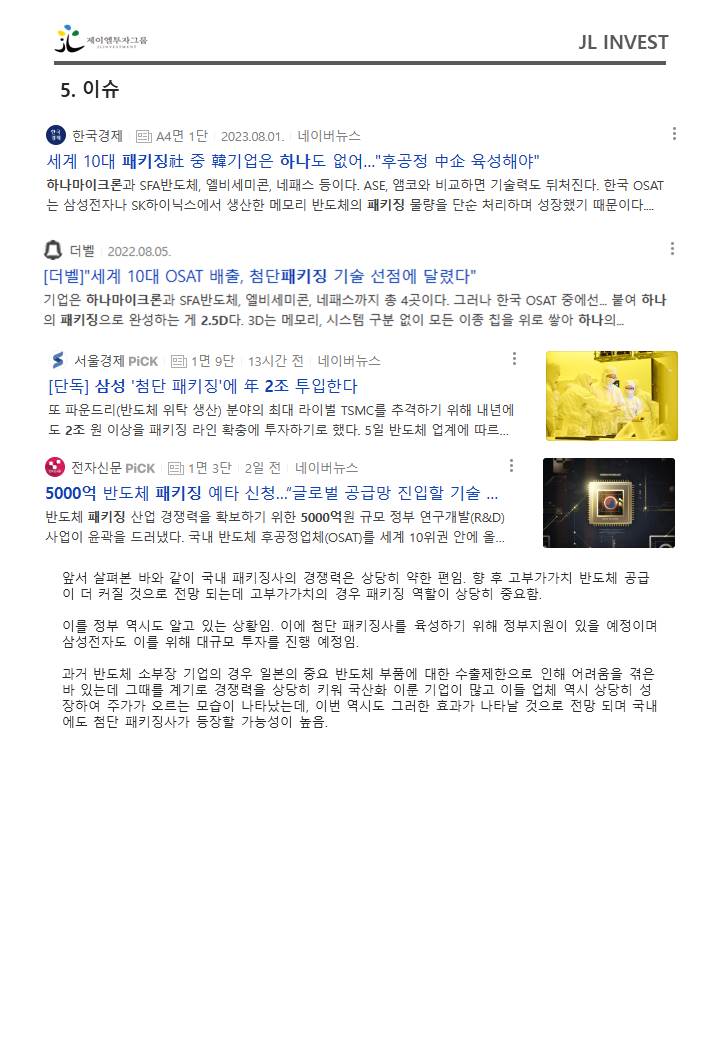 제이엘투자그룹
JL INVESTMENT
JL INVEST
5. 이슈
한국경제
한국경제 A4면 1단 2023.08.01. 네이버뉴스
세계 10대 패키징社 중 韓기업은 하나도 없어..."후공정 中企 육성해야"
하나마이크론과 SFA반도체, 엘비세미콘, 네패스 등이다. ASE, 앰코와 비교하면 기술력도 뒤처진다. 한국 OSAT
는 삼성전자나 SK하이닉스에서 생산한 메모리 반도체의 패키징 물량을 단순 처리하며 성장했기 때문이다....
더벨 2022.08.05.
[더벨]"세계 10대 OSAT 배출, 첨단패키징 기술 선점에 달렸다"
기업은 하나마이크론과 SFA반도체, 엘비세미콘, 네패스까지 총 4곳이다. 그러나 한국 OSAT 중에선... 붙여 하나
의 패키징으로 완성하는 게 2.5D다. 3D는 메모리, 시스템 구분 없이 모든 이종 칩을 위로 쌓아 하나의...
서울경제 PiCK 1면 9단 13시간 전 네이버뉴스
[단독] 삼성 '첨단 패키징'에 年 2조 투입한다
또 파운드리(반도체 위탁 생산) 분야의 최대 라이벌 TSMC를 추격하기 위해 내년에
도 2조 원 이상을 패키징 라인 확충에 투자하기로 했다. 5일 반도체 업계에 따르...
전자신문 PiCK 1면 3단 2일 전 네이버뉴스
5000억 반도체 패키징 예타 신청..."글로벌 공급망 진입할 기술 ...
반도체 패키징 산업 경쟁력을 확보하기 위한 5000억원 규모 정부 연구개발(R&D)
사업이 윤곽을 드러냈다. 국내 반도체 후공정업체(OSAT)를 세계 10위권 안에 올...
앞서 살펴본 바와 같이 국내 패키징사의 경쟁력은 상당히 약한 편임. 향 후 고부가가치 반도체 공급
이 더 커질 것으로 전망 되는데 고부가가치의 경우 패키징 역할이 상당히 중요함.
이를 정부 역시도 알고 있는 상황임. 이에 첨단 패키징사를 육성하기 위해 정부지원이 있을 예정이며
삼성전자도 이를 위해 대규모 투자를 진행 예정임.
과거 반도체 소부장 기업의 경우 일본의 중요 반도체 부품에 대한 수출제한으로 인해 어려움을 겪은
바 있는데 그때를 계기로 경쟁력을 상당히 키워 국산화 이룬 기업이 많고 이들 업체 역시 상당히 성
장하여 주가가 오르는 모습이 나타났는데, 이번 역시도 그러한 효과가 나타날 것으로 전망 되며 국내
에도 첨단 패키징사가 등장할 가능성이 높음.